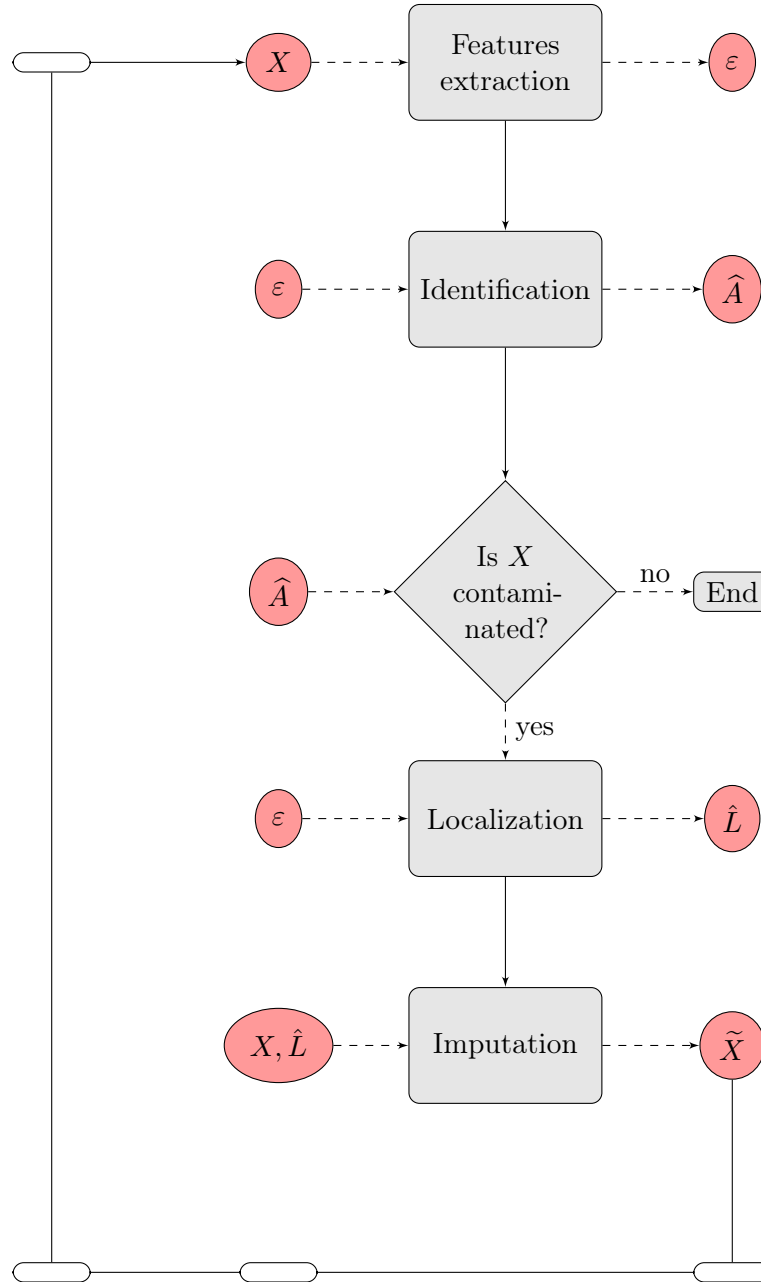 X
Features
extraction
ε
ε
Identification
Â
Â
Is X
contami-
nated?
no
End
yes
ε
Localization
L̂
X, L̂
Imputation
X̃